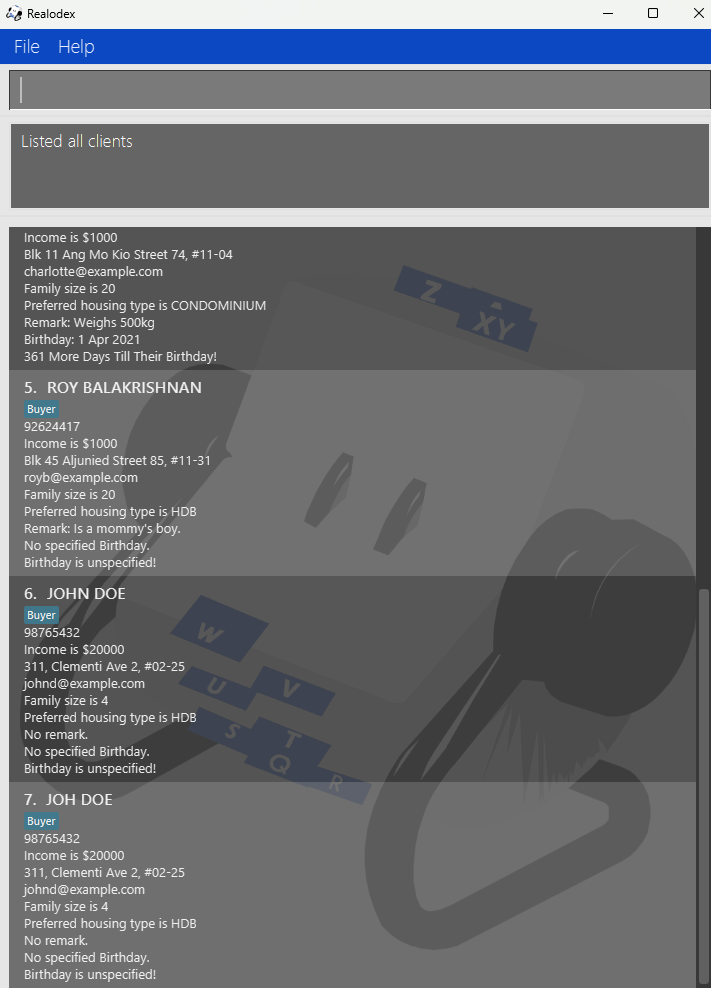 Realodex
File Help
Listed all clients
Income is $1000
Blk 11 Ang Mo Kio Street 74, #11-04
charlotte@example.com
Family size is 20
Preferred housing type is CONDOMINIUM
Remark: Weighs 500kg
Birthday: 1 Apr 2021
361 More Days Till Their Birthday!
5. ROY BALAKRISHNAN
Buyer
92624417
Income is $1000
Blk 45 Aljunied Street 85, #11-31
royb@example.com
Family size is 20
Preferred housing type is HDB
Remark: Is a mommy's boy.
No specified Birthday.
Birthday is unspecified!
6. JOHN DOE
Buyer
98765432
Income is $20000
311, Clementi Ave 2, #02-25
johnd@example.com
Family size is 4
Preferred housing type is HDB
No remark.
No specified Birthday.
Birthday is unspecified!
7. JOH DOE
Buyer
98765432
Income is $20000
311, Clementi Ave 2, #02-25
johnd@example.com
Family size is 4
Preferred housing type is HDB
No remark.
No specified Birthday.
Birthday is unspecified!
Z
XY
W
U V
S T
Q R